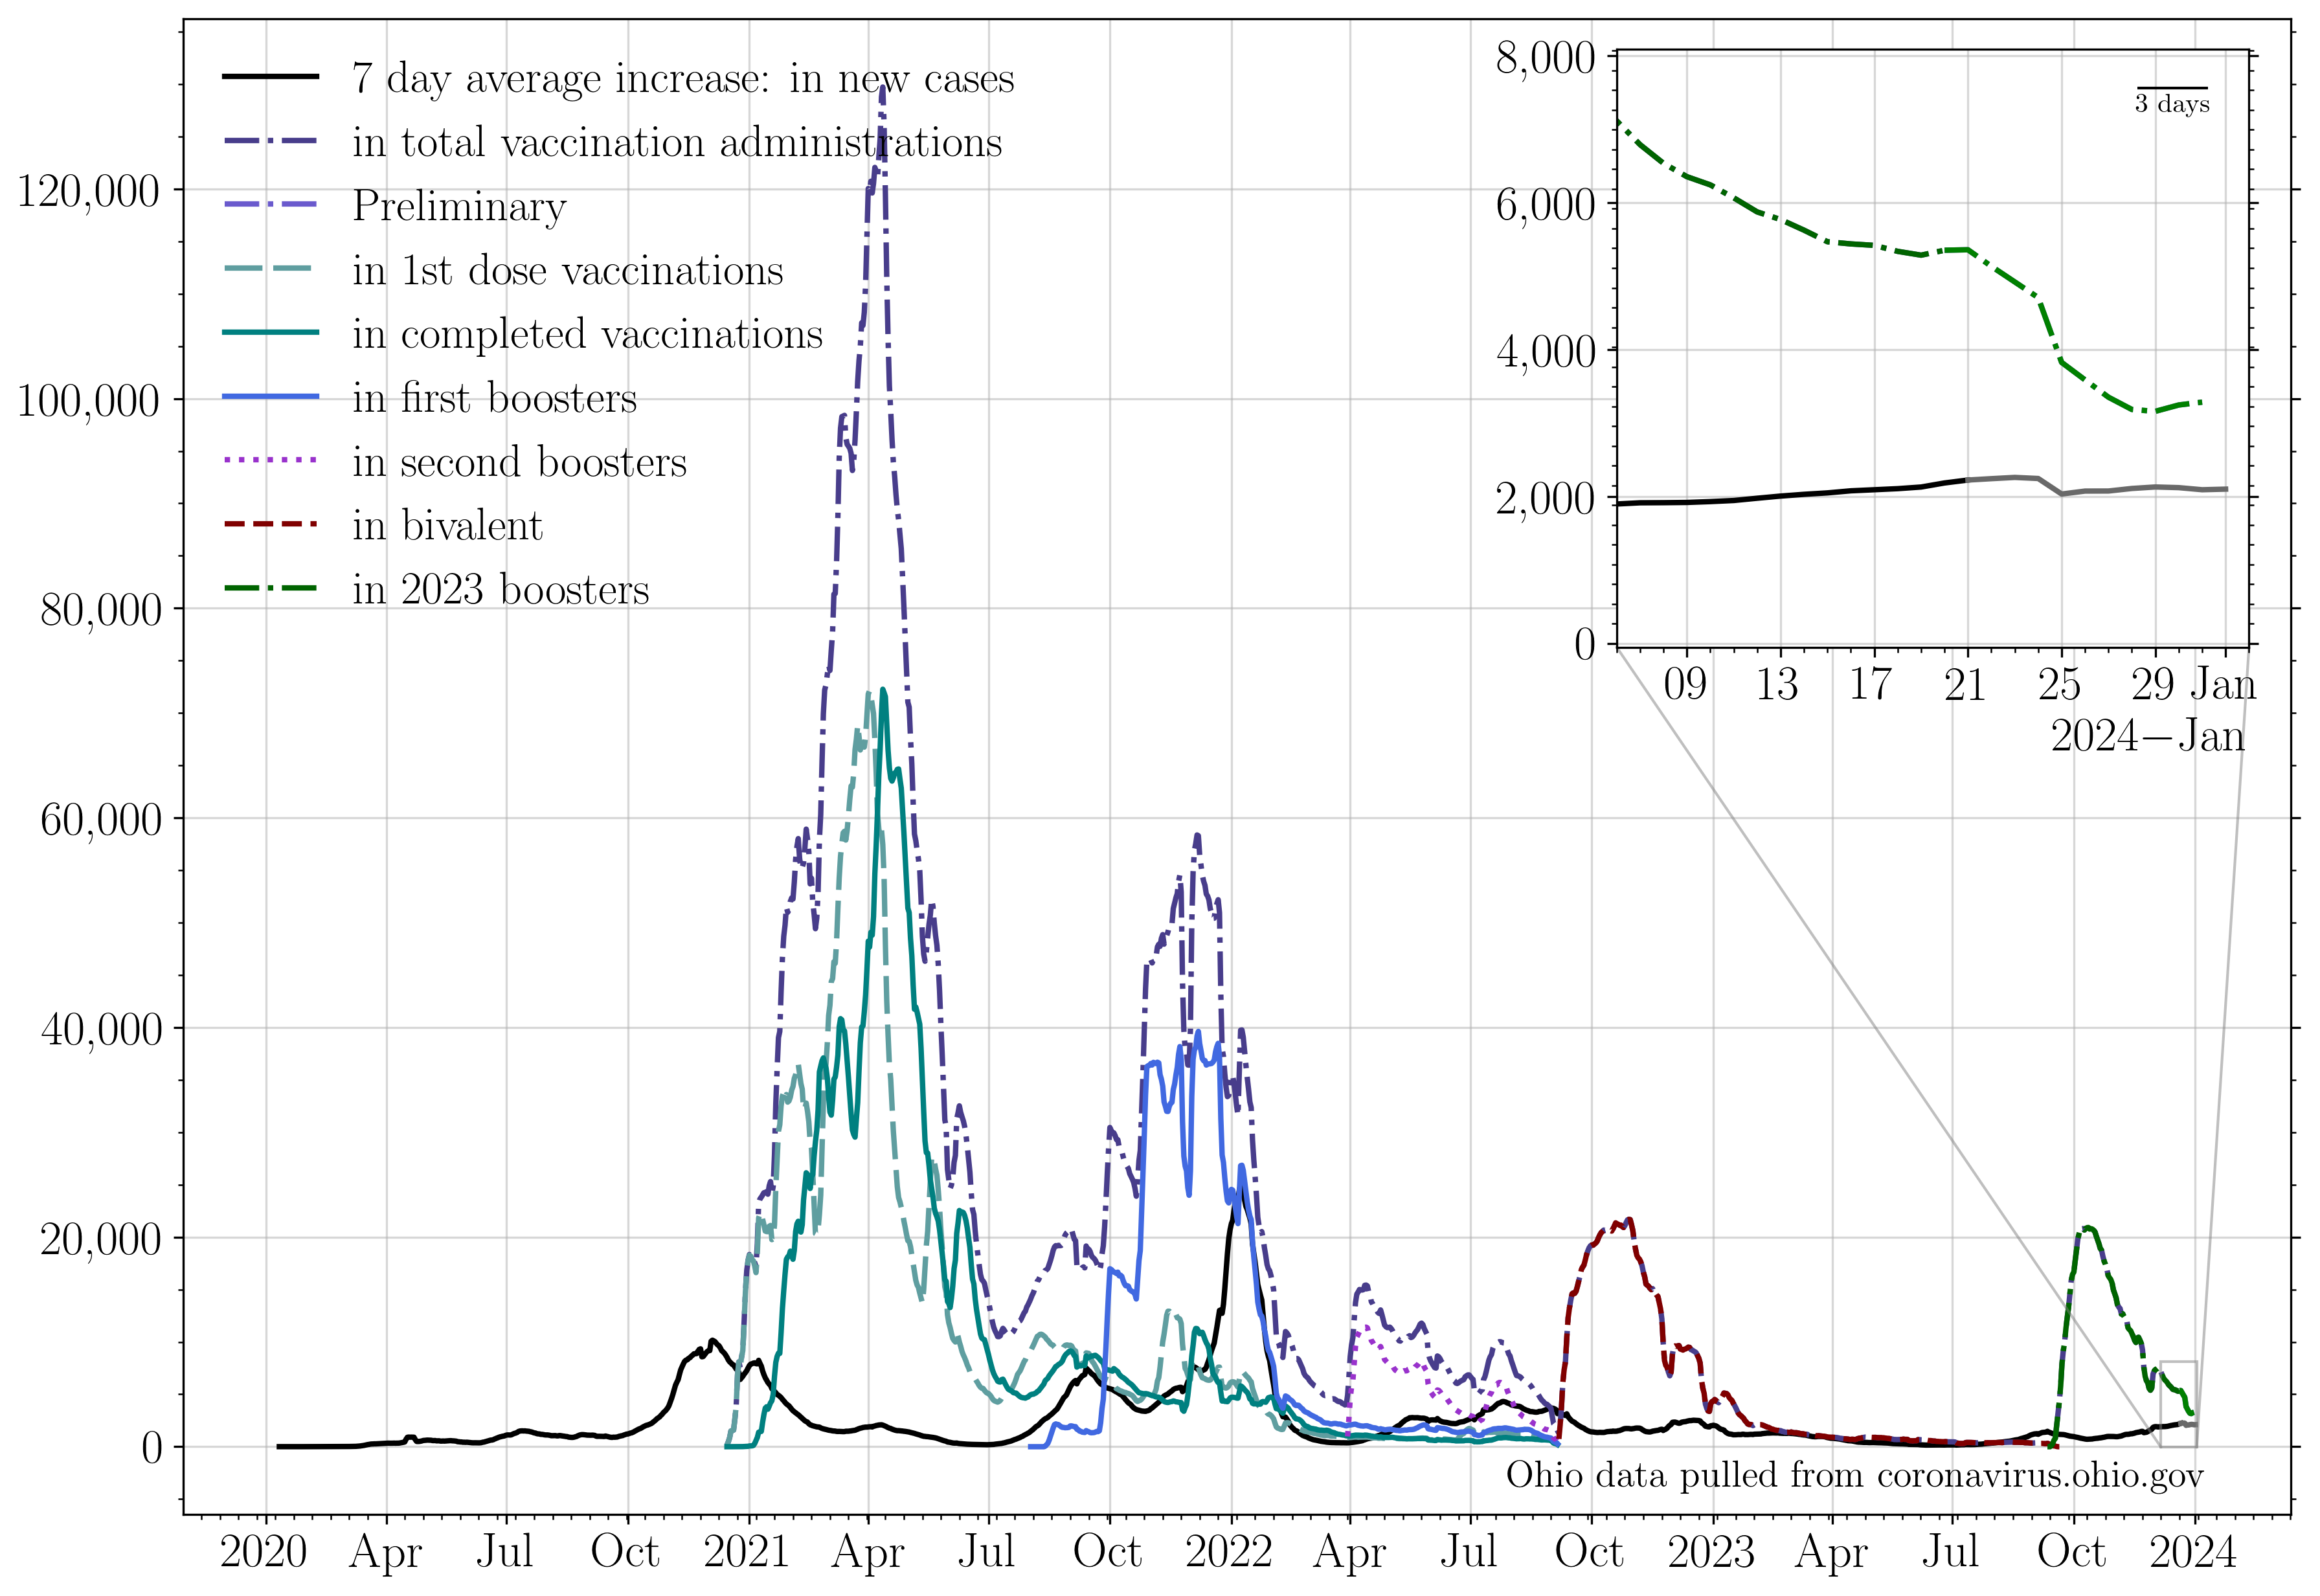 7 day average increase: in new cases
in total vaccination administrations
Preliminary
in 1st dose vaccinations
in completed vaccinations
in first boosters
in second boosters
in bivalent
in 2023 boosters
120,000
100,000
80,000
60,000
40,000
20,000
0
8,000
6,000
4,000
2,000
0
3 days
09 13 17 21 25 29 Jan
2024−Jan
Ohio data pulled from coronavirus.ohio.gov
2020 Apr Jul Oct 2021 Apr Jul Oct 2022 Apr Jul Oct 2023 Apr Jul Oct 2024